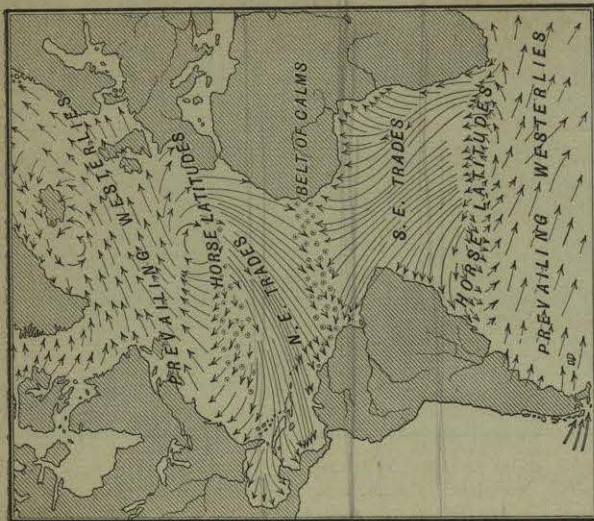 PREVAILING WESTERLIES
HORSE LATITUDES
N. E. TRADES
BELT OF CALMS
S. E. TRADES
HORSE LATITUDES
PREVAILING WESTERLIES